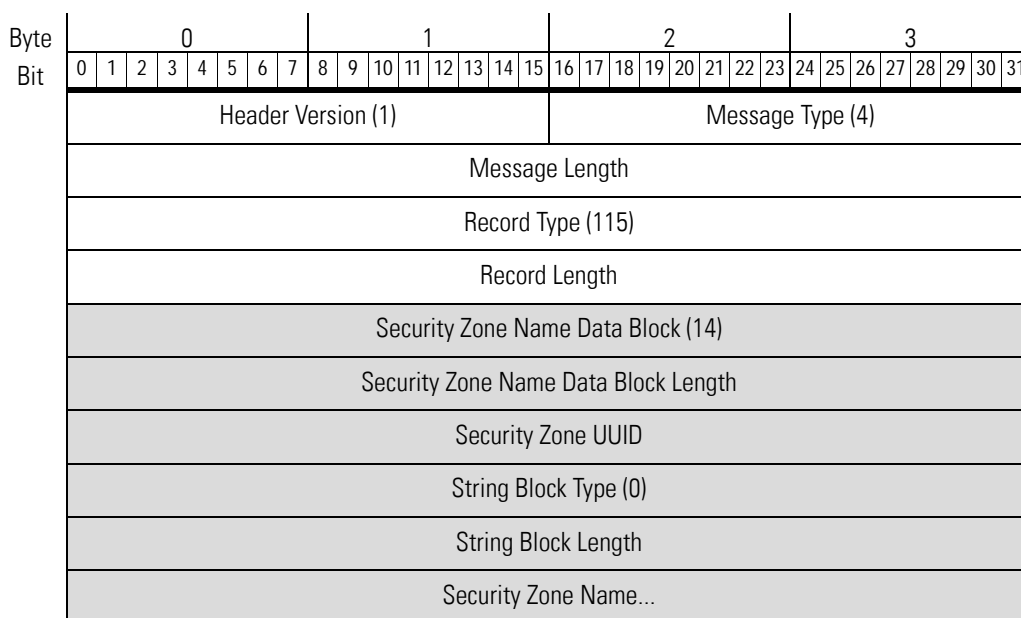 Byte 0 1 2 3
Bit 0 1 2 3 4 5 6 7 8 9 10 11 12 13 14 15 16 17 18 19 20 21 22 23 24 25 26 27 28 29 30 31
Header Version (1) Message Type (4)
Message Length
Record Type (115)
Record Length
Security Zone Name Data Block (14)
Security Zone Name Data Block Length
Security Zone UUID
String Block Type (0)
String Block Length
Security Zone Name...